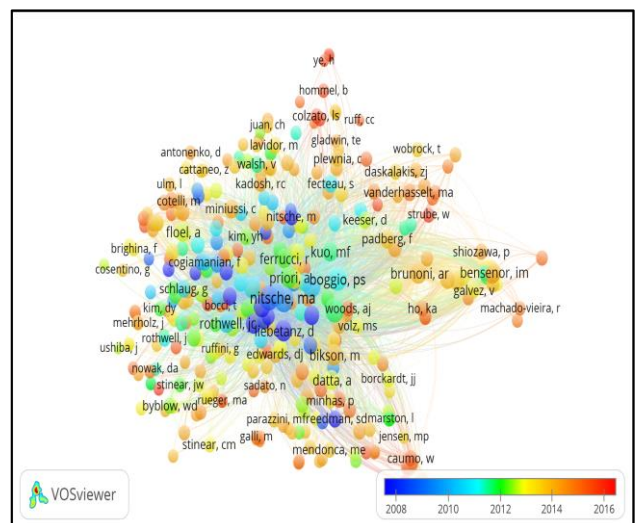 ye, h
hommel, b
colzato, ls
ruff, cc
juan, ch
gladwin, te
lavidor, m
antonenko, d
walsh, v
plewnia, c
wobrock, t
cattaneo, z
daskalakis, zj
ulm, l
kadosh, rc
fecteau, s
vanderhasselt, ma
cotelli, m
miniussi, c
nitsche, m
keeser, d
strube, w
floel, a
kim, yh
padberg, f
brighina, f
cogiamanian, f
ferrucci, r
kuo, mf
shiozawa, p
cosentino, g
priori, a
aboggio, ps
brunoni, ar
bensenor, im
schlaug, g
galvez, v
nitsche, ma
kim, dy
bocci, t
woods, aj
ho, ka
machado-vieira, r
mehrholz, j
rothwell, jc
liebetanz, d
volz, ms
rothwell, j
ushiba, j
ruffini, g
edwards, dj
bikson, m
nowak, da
datta, a
borckardt, jj
stinear, jw
sadato, n
byblow, wd
rueger, ma
minhas, p
parazzini, m
freedman, sd
marston, l
stinear, cm
galli, m
jensen, mp
mendonca, me
caumo, w
VOSviewer
2008 2010 2012 2014 2016